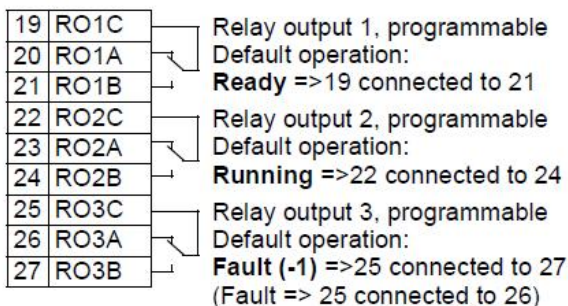 19 RO1C Relay output 1, programmable
20 RO1A Default operation:
21 RO1B Ready =>19 connected to 21
22 RO2C Relay output 2, programmable
23 RO2A Default operation:
24 RO2B Running =>22 connected to 24
25 RO3C Relay output 3, programmable
26 RO3A Default operation:
27 RO3B Fault (-1) =>25 connected to 27
(Fault => 25 connected to 26)